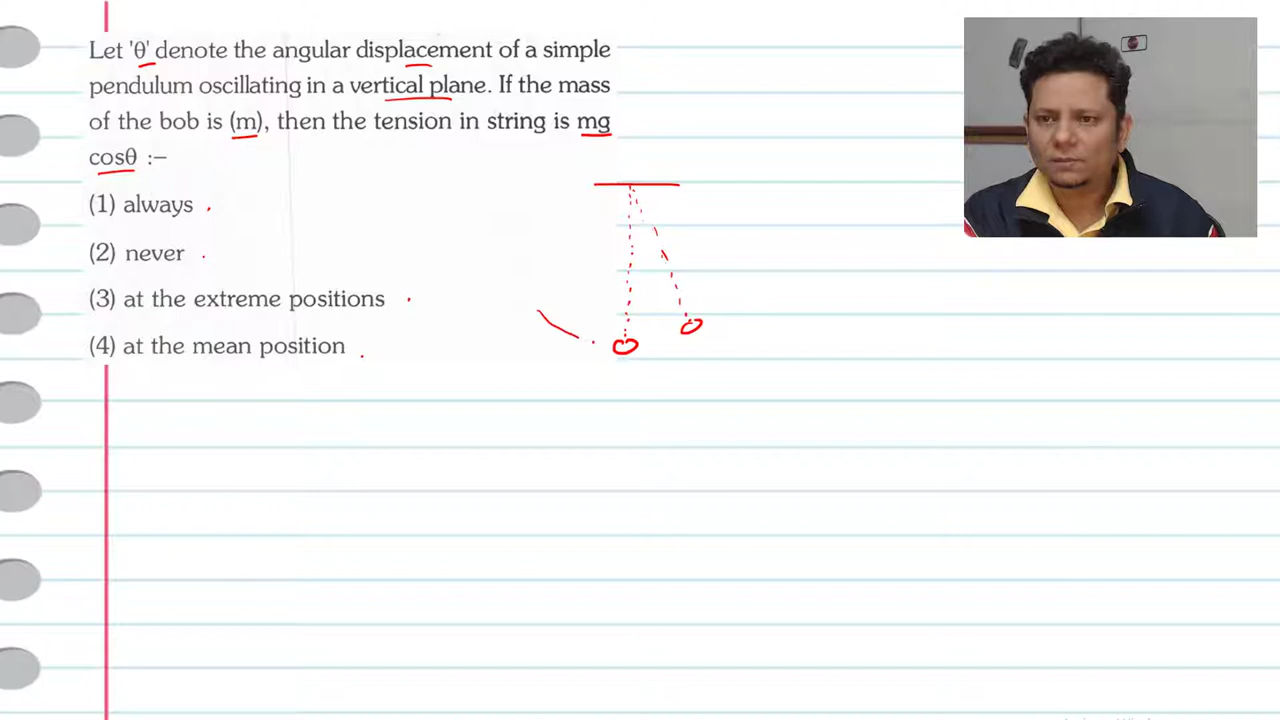 Let 'θ' denote the angular displacement of a simple
pendulum oscillating in a vertical plane. If the mass
of the bob is (m), then the tension in string is mg
cosθ :–
(1) always
(2) never
(3) at the extreme positions
(4) at the mean position